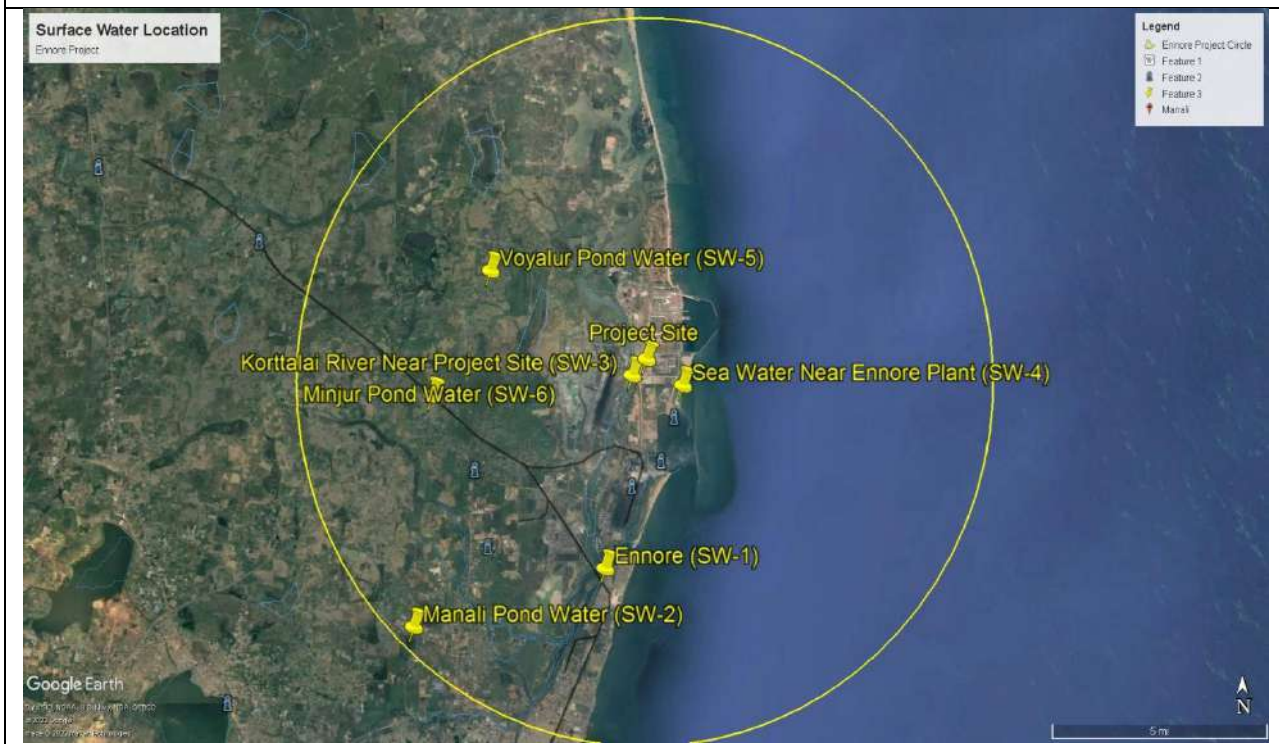 Surface Water Location
Ennore Project
Legend
Ennore Project Circle
Feature 1
Feature 2
Feature 3
Manali
Voyalur Pond Water (SW-5)
Project Site
Korttalai River Near Project Site (SW-3)
Sea Water Near Ennore Plant (SW-4)
Minjur Pond Water (SW-6)
Ennore (SW-1)
Manali Pond Water (SW-2)
Google Earth
N
5 mi